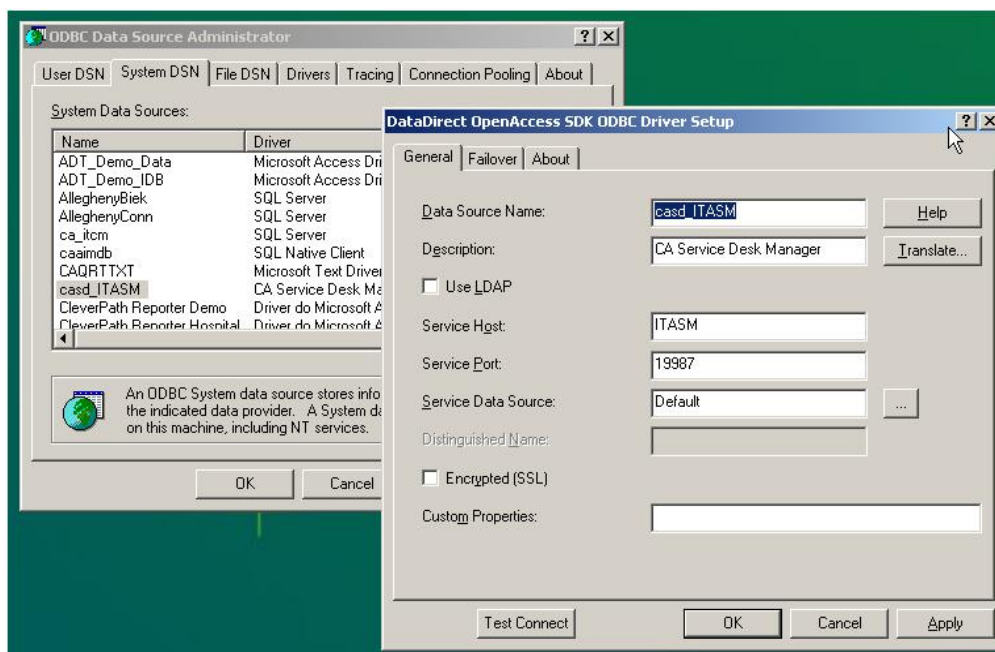 ODBC Data Source Administrator
User DSN System DSN File DSN Drivers Tracing Connection Pooling About
System Data Sources:
Name Driver
ADT_Demo_Data Microsoft Access Dri
ADT_Demo_IDB Microsoft Access Dri
AlleghenyBiek SQL Server
AlleghenyConn SQL Server
ca_itcm SQL Server
caaimdb SQL Native Client
CAQRTTXT Microsoft Text Driver
casd_ITASM CA Service Desk Ma
CleverPath Reporter Demo Driver do Microsoft A
CleverPath Reporter Hospital Driver do Microsoft A
An ODBC System data source stores info
the indicated data provider. A System da
on this machine, including NT services.
OK Cancel
DataDirect OpenAccess SDK ODBC Driver Setup
General Failover About
Data Source Name: casd_ITASM Help
Description: CA Service Desk Manager Translate...
Use LDAP
Service Host: ITASM
Service Port: 19987
Service Data Source: Default ...
Distinguished Name:
Encrypted (SSL)
Custom Properties:
Test Connect OK Cancel Apply